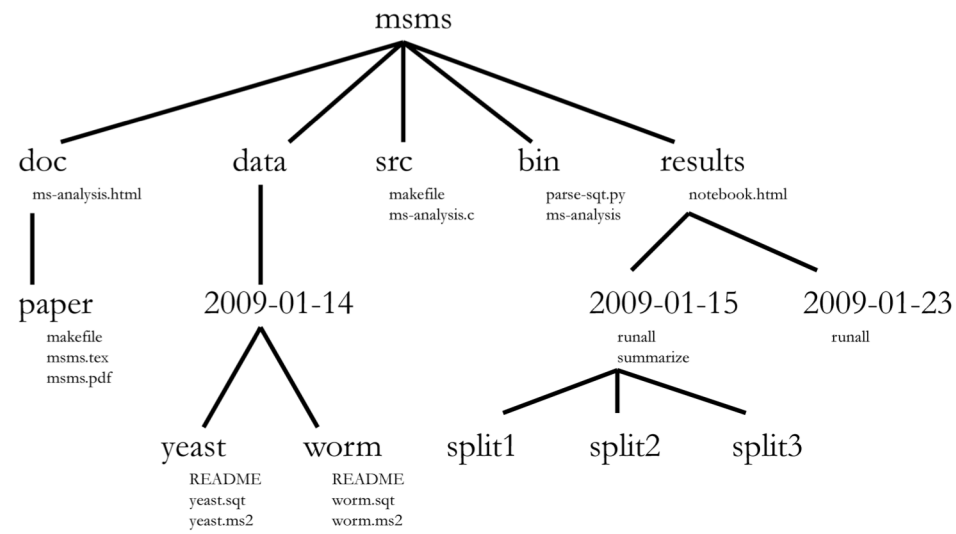 msms
doc
data
src
bin
results
ms-analysis.html
makefile
ms-analysis.c
parse-sqt.py
ms-analysis
notebook.html
paper
makefile
msms.tex
msms.pdf
2009-01-14
2009-01-15
runall
summarize
2009-01-23
runall
yeast
README
yeast.sqt
yeast.ms2
worm
README
worm.sqt
worm.ms2
split1
split2
split3